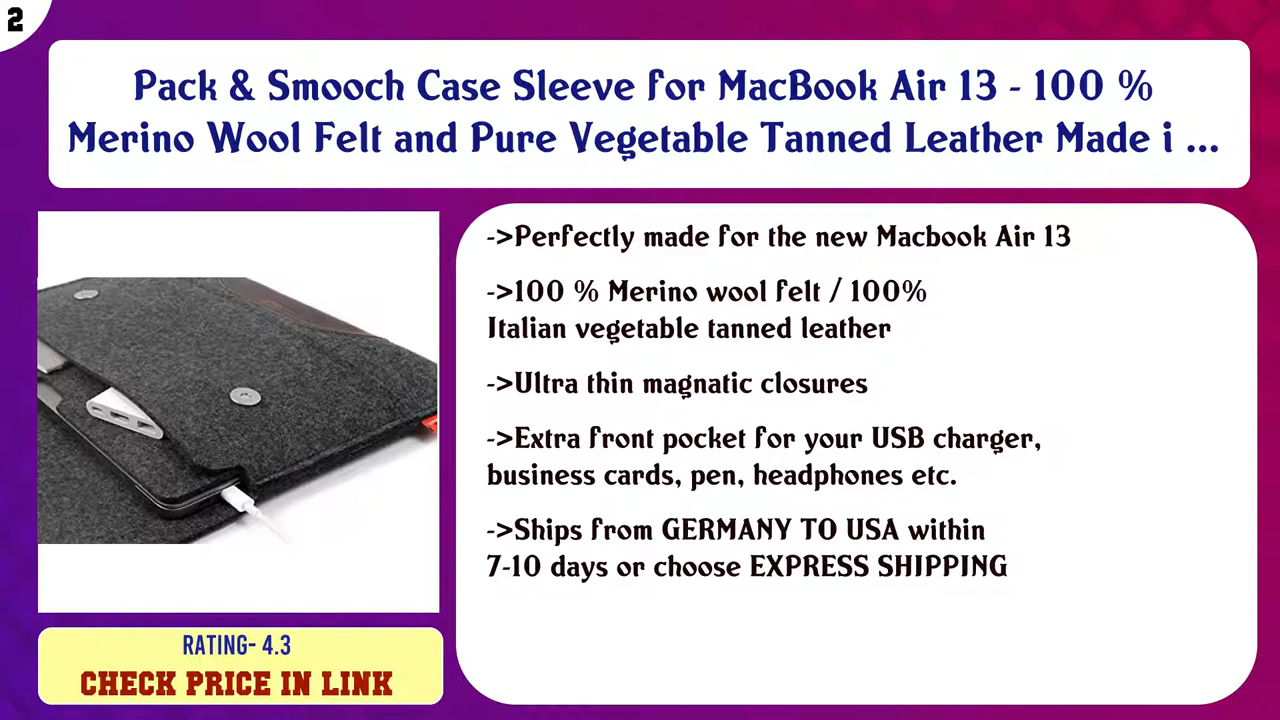 2
Pack & Smooch Case Sleeve for MacBook Air 13 - 100 %
Merino Wool Felt and Pure Vegetable Tanned Leather Made i ...
->Perfectly made for the new Macbook Air 13
->100 % Merino wool felt / 100%
Italian vegetable tanned leather
->Ultra thin magnatic closures
->Extra front pocket for your USB charger,
business cards, pen, headphones etc.
->Ships from GERMANY TO USA within
7-10 days or choose EXPRESS SHIPPING
RATING- 4.3
CHECK PRICE IN LINK